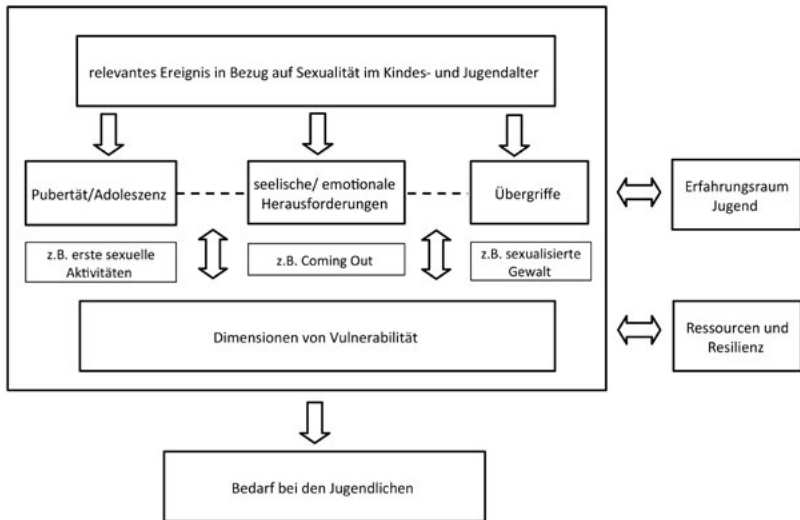 relevantes Ereignis in Bezug auf Sexualität im Kindes- und Jugendalter
Pubertät/Adoleszenz
seelische/ emotionale
Herausforderungen
Übergriffe
Erfahrungsraum
Jugend
z.B. erste sexuelle
Aktivitäten
z.B. Coming Out
z.B. sexualisierte
Gewalt
Dimensionen von Vulnerabilität
Ressourcen und
Resilienz
Bedarf bei den Jugendlichen